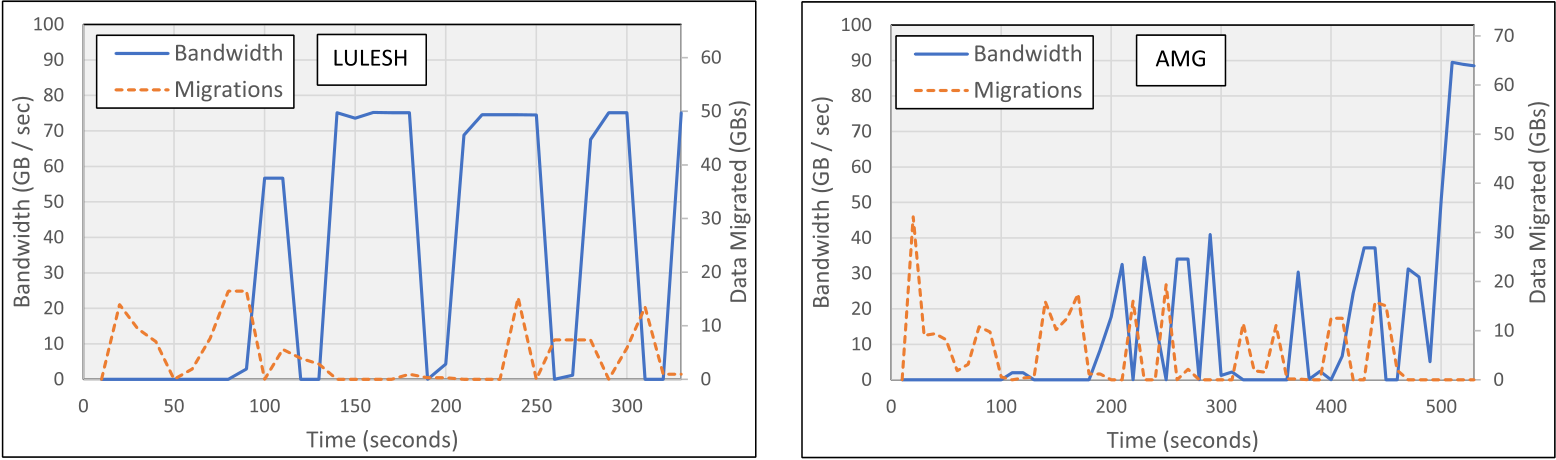 LULESH
Bandwidth
Migrations
Bandwidth (GB / sec)
100
90
80
70
60
50
40
30
20
10
0
Data Migrated (GBs)
60
50
40
30
20
10
0
0 50 100 150 200 250 300
Time (seconds)
AMG
Bandwidth
Migrations
Bandwidth (GB / sec)
100
90
80
70
60
50
40
30
20
10
0
Data Migrated (GBs)
70
60
50
40
30
20
10
0
0 100 200 300 400 500
Time (seconds)